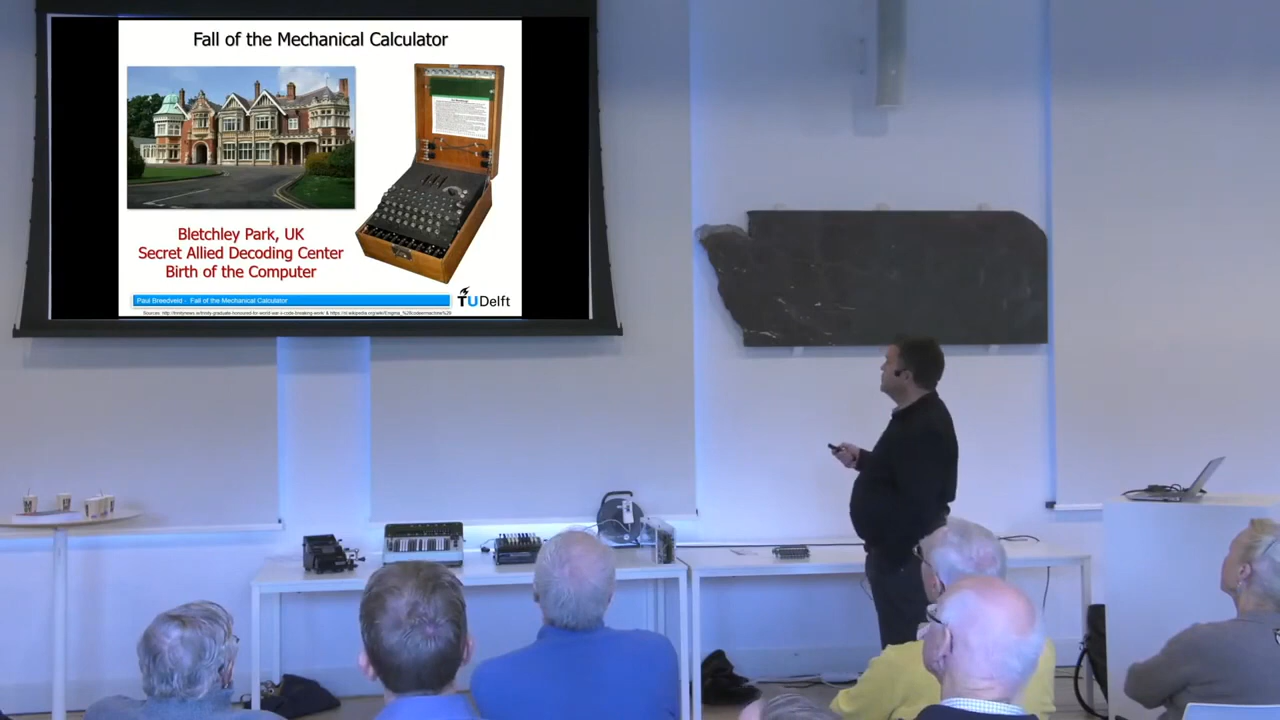 Fall of the Mechanical Calculator
Bletchley Park, UK
Secret Allied Decoding Center
Birth of the Computer
Paul Breedveld - Fall of the Mechanical Calculator
TUDelft